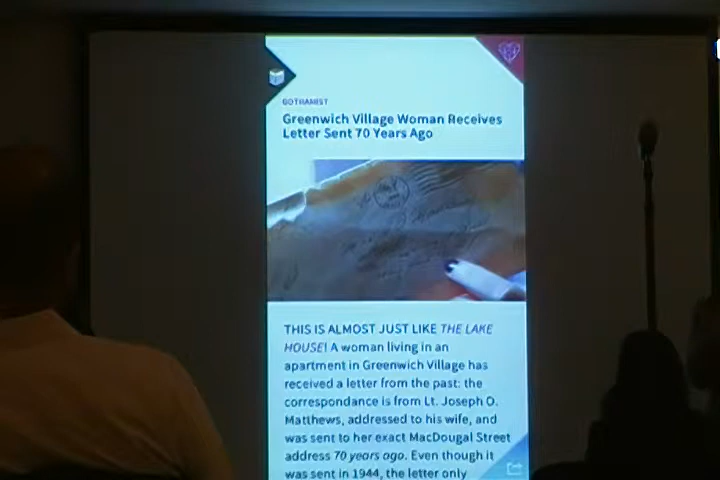 GOTHAMIST
Greenwich Village Woman Receives
Letter Sent 70 Years Ago
THIS IS ALMOST JUST LIKE THE LAKE
HOUSE! A woman living in an
apartment in Greenwich Village has
received a letter from the past: the
correspondance is from Lt. Joseph O.
Matthews, addressed to his wife, and
was sent to her exact MacDougal Street
address 70 years ago. Even though it
was sent in 1944, the letter only